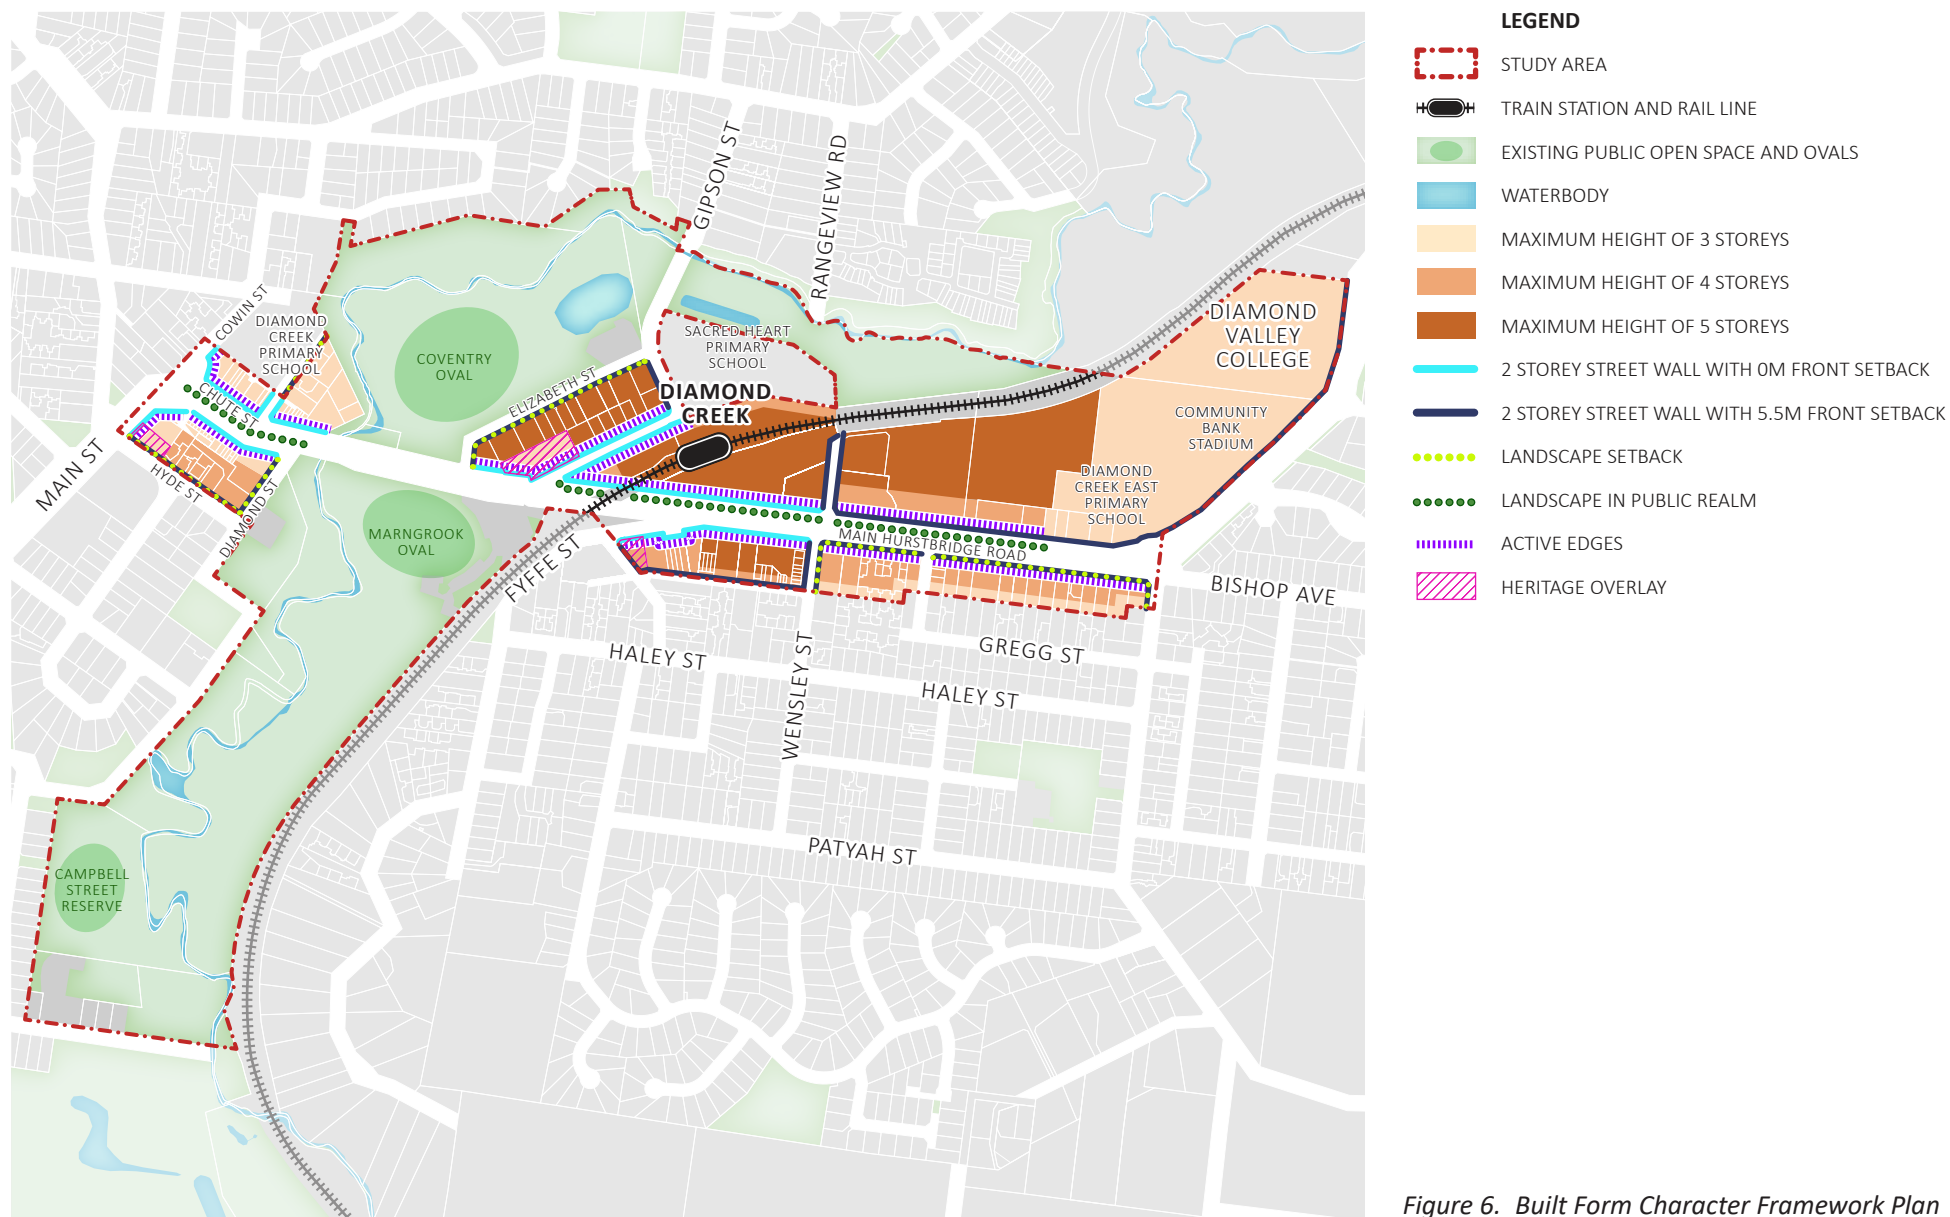 LEGEND
STUDY AREA
TRAIN STATION AND RAIL LINE
EXISTING PUBLIC OPEN SPACE AND OVALS
WATERBODY
MAXIMUM HEIGHT OF 3 STOREYS
MAXIMUM HEIGHT OF 4 STOREYS
MAXIMUM HEIGHT OF 5 STOREYS
2 STOREY STREET WALL WITH 0M FRONT SETBACK
2 STOREY STREET WALL WITH 5.5M FRONT SETBACK
LANDSCAPE SETBACK
LANDSCAPE IN PUBLIC REALM
ACTIVE EDGES
HERITAGE OVERLAY
GIPSON ST
RANGEVIEW RD
COWIN ST
DIAMOND
CREEK
PRIMARY
SCHOOL
COVENTRY
OVAL
SACRED HEART
PRIMARY
SCHOOL
DIAMOND
VALLEY
COLLEGE
ELIZABETH ST
DIAMOND
CREEK
CHUTE ST
COMMUNITY
BANK
STADIUM
MAIN ST
HYDE ST
DIAMOND ST
DIAMOND
CREEK EAST
PRIMARY
SCHOOL
MARNGROOK
OVAL
MAIN HURSTBRIDGE ROAD
FYFFE ST
BISHOP AVE
HALEY ST
GREGG ST
WENSLEY ST
HALEY ST
PATYAH ST
CAMPBELL
STREET
RESERVE
Figure 6. Built Form Character Framework Plan